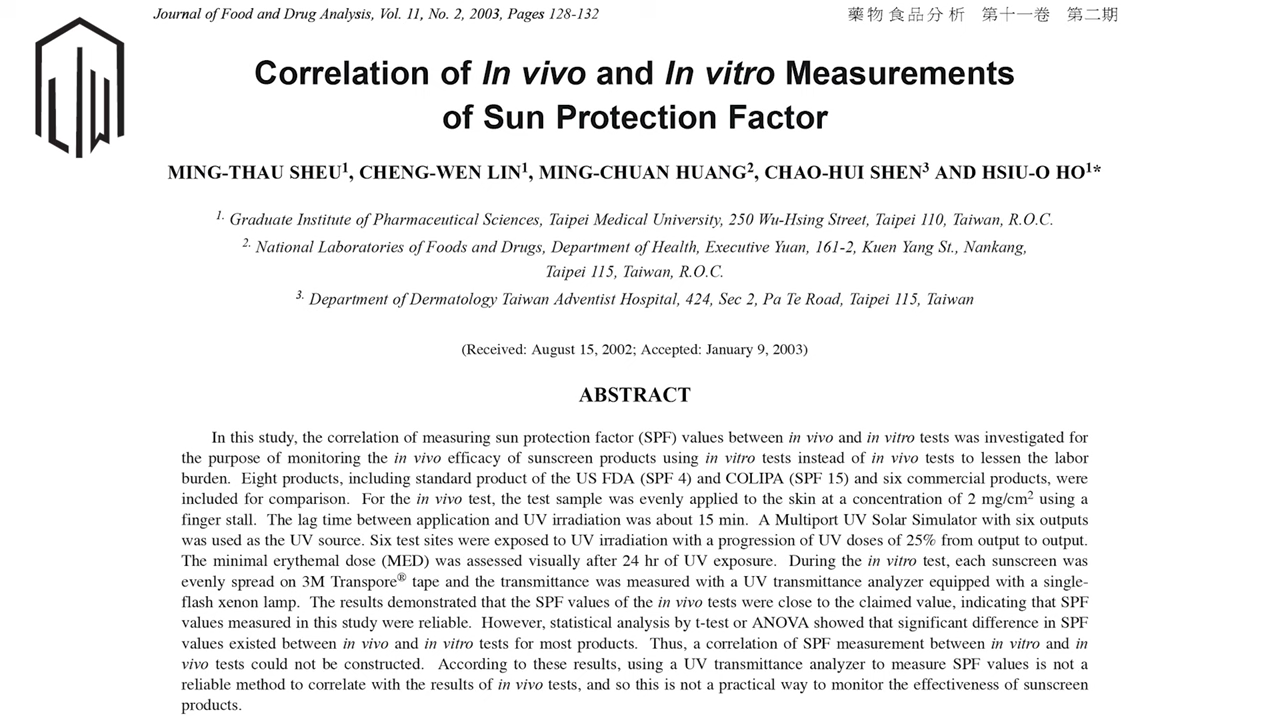 Journal of Food and Drug Analysis, Vol. 11, No. 2, 2003, Pages 128-132
藥物食品分析 第十一卷 第二期
Correlation of In vivo and In vitro Measurements
of Sun Protection Factor
MING-THAU SHEU1, CHENG-WEN LIN1, MING-CHUAN HUANG2, CHAO-HUI SHEN3 AND HSIU-O HO1*
1. Graduate Institute of Pharmaceutical Sciences, Taipei Medical University, 250 Wu-Hsing Street, Taipei 110, Taiwan, R.O.C.
2. National Laboratories of Foods and Drugs, Department of Health, Executive Yuan, 161-2, Kuen Yang St., Nankang,
Taipei 115, Taiwan, R.O.C.
3. Department of Dermatology Taiwan Adventist Hospital, 424, Sec 2, Pa Te Road, Taipei 115, Taiwan
(Received: August 15, 2002; Accepted: January 9, 2003)
ABSTRACT
In this study, the correlation of measuring sun protection factor (SPF) values between in vivo and in vitro tests was investigated for
the purpose of monitoring the in vivo efficacy of sunscreen products using in vitro tests instead of in vivo tests to lessen the labor
burden. Eight products, including standard product of the US FDA (SPF 4) and COLIPA (SPF 15) and six commercial products, were
included for comparison. For the in vivo test, the test sample was evenly applied to the skin at a concentration of 2 mg/cm2 using a
finger stall. The lag time between application and UV irradiation was about 15 min. A Multiport UV Solar Simulator with six outputs
was used as the UV source. Six test sites were exposed to UV irradiation with a progression of UV doses of 25% from output to output.
The minimal erythemal dose (MED) was assessed visually after 24 hr of UV exposure. During the in vitro test, each sunscreen was
evenly spread on 3M Transpore® tape and the transmittance was measured with a UV transmittance analyzer equipped with a single-
flash xenon lamp. The results demonstrated that the SPF values of the in vivo tests were close to the claimed value, indicating that SPF
values measured in this study were reliable. However, statistical analysis by t-test or ANOVA showed that significant difference in SPF
values existed between in vivo and in vitro tests for most products. Thus, a correlation of SPF measurement between in vitro and in
vivo tests could not be constructed. According to these results, using a UV transmittance analyzer to measure SPF values is not a
reliable method to correlate with the results of in vivo tests, and so this is not a practical way to monitor the effectiveness of sunscreen
products.